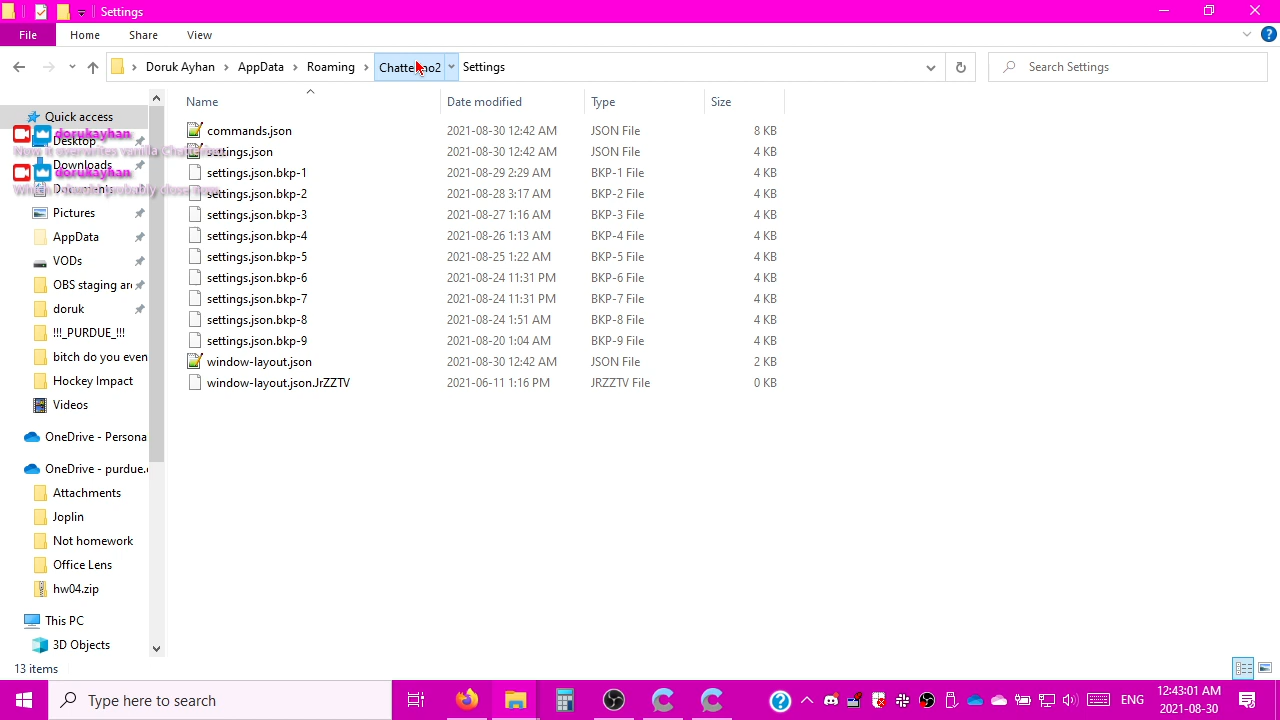 Settings
File Home Share View
Doruk Ayhan AppData Roaming Settings
Search Settings
Name Date modified Type Size
Quick access
dorukayhan
Desktop
Downloads
dorukayhan
Pictures
AppData
VODs
OBS staging are
doruk
!!!_PURDUE_!!!
bitch do you even
Hockey Impact
Videos
OneDrive - Persona
OneDrive - purdue.e
Attachments
Joplin
Not homework
Office Lens
hw04.zip
This PC
3D Objects
commands.json 2021-08-30 12:42 AM JSON File 8 KB
settings.json 2021-08-30 12:42 AM JSON File 4 KB
settings.json.bkp-1 2021-08-29 2:29 AM BKP-1 File 4 KB
settings.json.bkp-2 2021-08-28 3:17 AM BKP-2 File 4 KB
settings.json.bkp-3 2021-08-27 1:16 AM BKP-3 File 4 KB
settings.json.bkp-4 2021-08-26 1:13 AM BKP-4 File 4 KB
settings.json.bkp-5 2021-08-25 1:22 AM BKP-5 File 4 KB
settings.json.bkp-6 2021-08-24 11:31 PM BKP-6 File 4 KB
settings.json.bkp-7 2021-08-24 11:31 PM BKP-7 File 4 KB
settings.json.bkp-8 2021-08-24 1:51 AM BKP-8 File 4 KB
settings.json.bkp-9 2021-08-20 1:04 AM BKP-9 File 4 KB
window-layout.json 2021-08-30 12:42 AM JSON File 2 KB
window-layout.json.JrZZTV 2021-06-11 1:16 PM JRZZTV File 0 KB
13 items
Type here to search
ENG
12:43:01 AM
2021-08-30